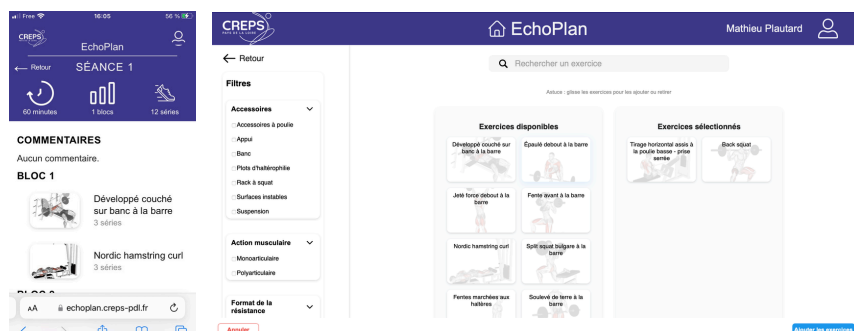 Free 16:05 56 %
CREPS
EchoPlan
Retour SÉANCE 1
60 minutes 1 blocs 12 séries
COMMENTAIRES
Aucun commentaire.
BLOC 1
Développé couché
sur banc à la barre
3 séries
Nordic hamstring curl
3 séries
AA echoplan.creps-pdl.fr
CREPS
PAYS DE LA LOIRE
EchoPlan
Mathieu Plautard
Retour
Filtres
Accessoires
Accessoires à poulie
Appui
Banc
Plots d'haltérophilie
Rack à squat
Surfaces instables
Suspension
Action musculaire
Monoarticulaire
Polyarticulaire
Format de la
résistance
Annuler
Rechercher un exercice
Astuce : glisse les exercices pour les ajouter ou retirer
Exercices disponibles
Développé couché sur
banc à la barre
Épaulé debout à la barre
Jeté force debout à la
barre
Fente avant à la barre
Nordic hamstring curl
Split squat bulgare à la
barre
Fentes marchées aux
haltères
Soulevé de terre à la
barre
Exercices sélectionnés
Tirage horizontal assis à
la poulie basse - prise
serrée
Back squat
Ajouter les exercices